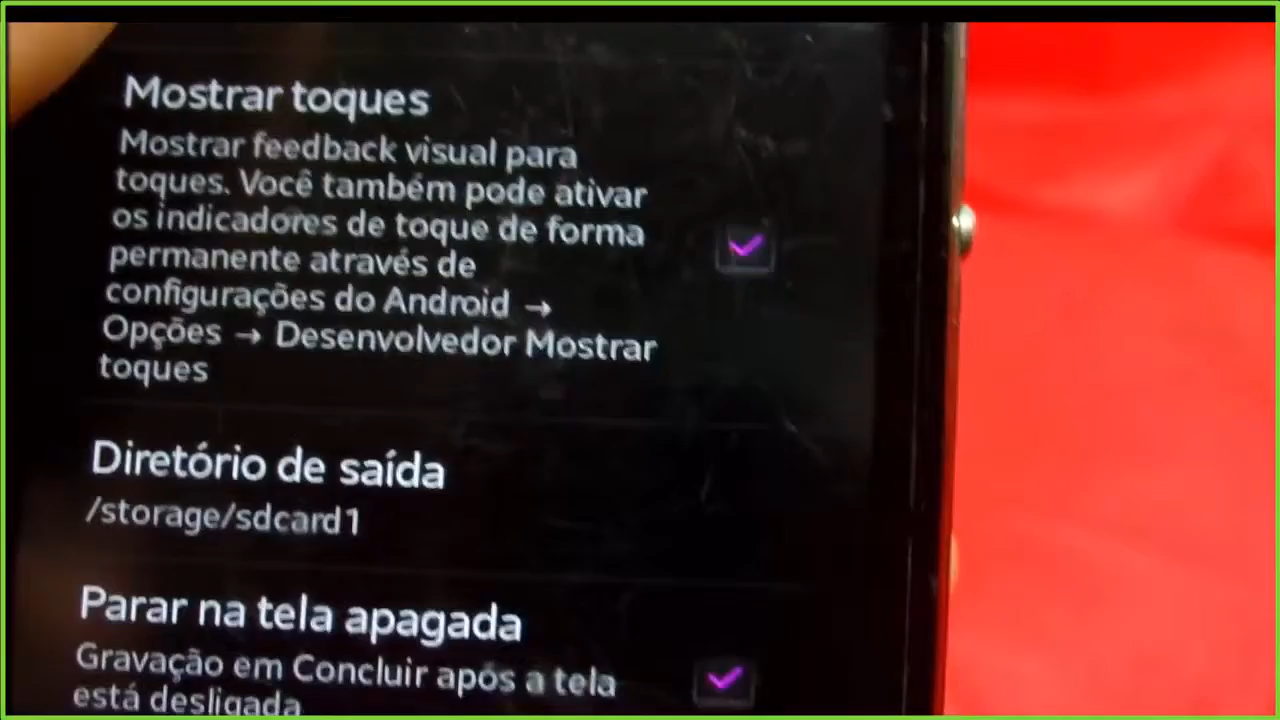 Mostrar toques
Mostrar feedback visual para
toques. Você também pode ativar
os indicadores de toque de forma
permanente através de
configurações do Android →
Opções → Desenvolvedor Mostrar
toques
Diretório de saída
/storage/sdcard1
Parar na tela apagada
Gravação em Concluir após a tela
está desligada